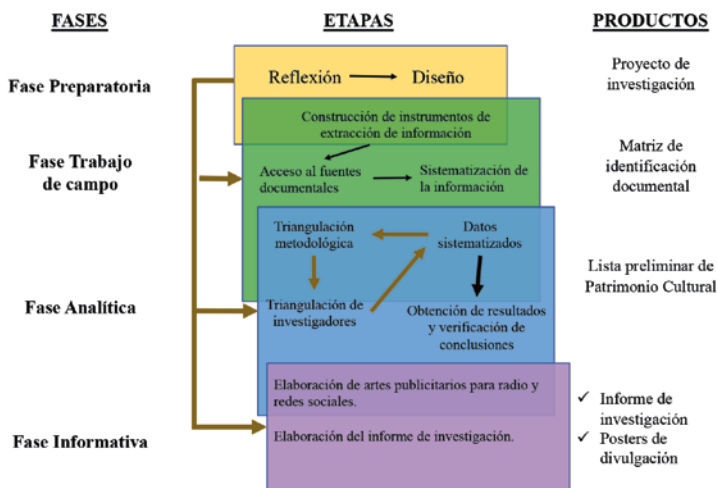 FASES
ETAPAS
PRODUCTOS
Fase Preparatoria
Reflexión
Diseño
Proyecto de
investigación
Construcción de instrumentos de
extracción de información
Fase Trabajo
de campo
Acceso al fuentes
documentales
Sistematización de
la información
Matriz de
identificación
documental
Fase Analítica
Triangulación
metodológica
Datos
sistematizados
Triangulación de
investigadores
Obtención de resultados
y verificación de
conclusiones
Lista preliminar de
Patrimonio Cultural
Fase Informativa
Elaboración de artes publicitarios para radio y
redes sociales.
Elaboración del informe de investigación.
✓ Informe de
investigación
✓ Posters de
divulgación